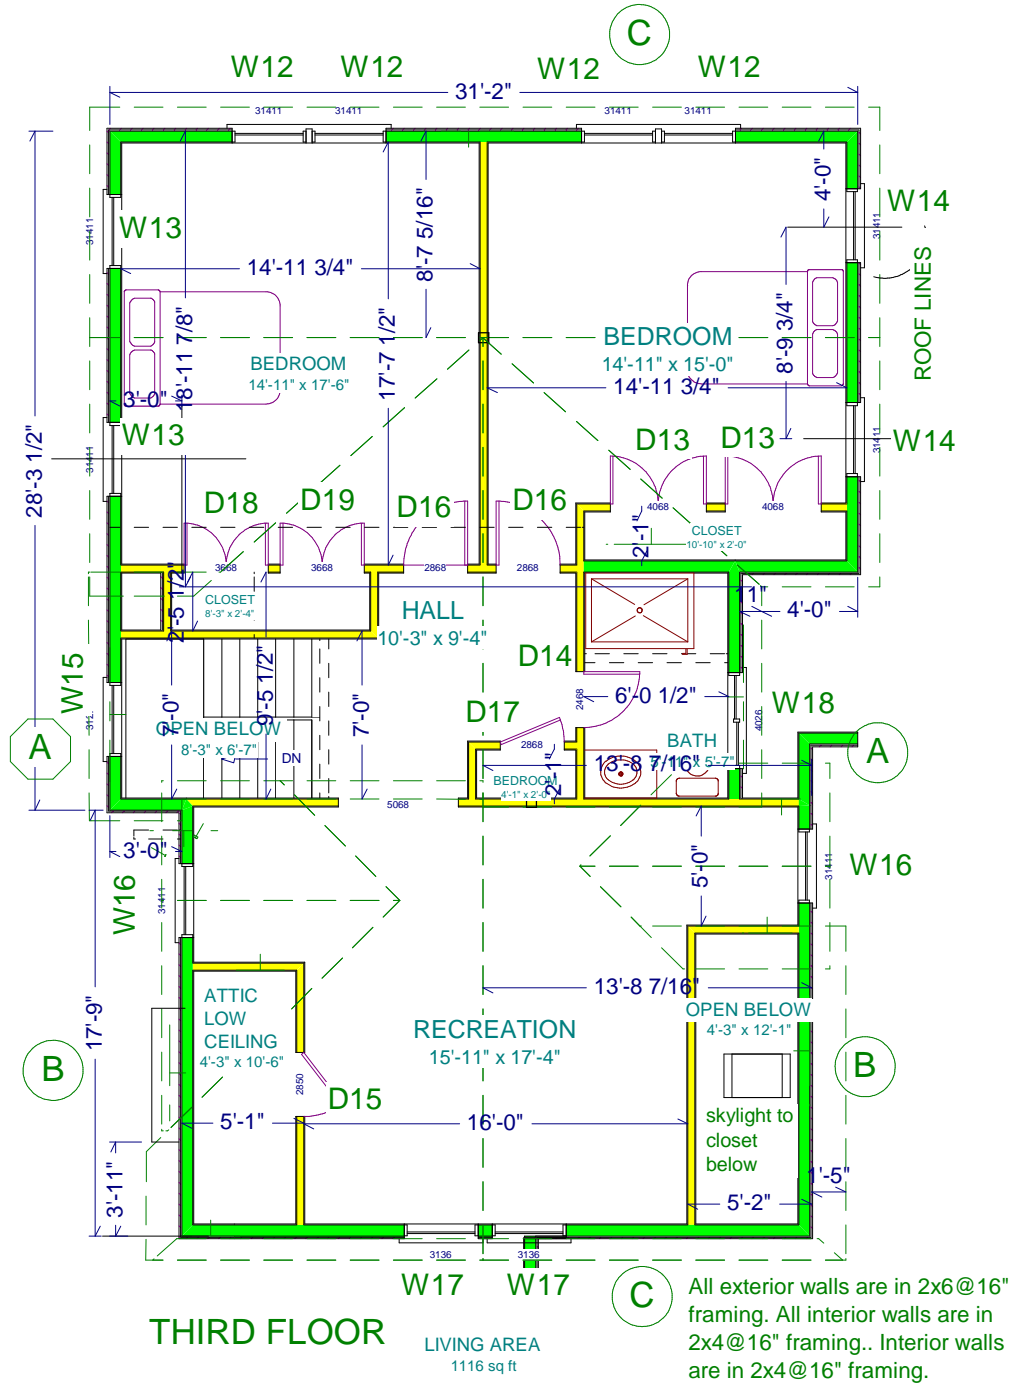 C
W12
W12
W12
W12
31'-2"
31411
31411
31411
31411
4'-0"
W14
W13
31411
31411
8'-7 5/16"
14'-11 3/4"
ROOF LINES
18'-11 7/8"
17'-7 1/2"
8'-9 3/4"
BEDROOM
14'-11" x 17'-6"
BEDROOM
14'-11" x 15'-0"
14'-11 3/4"
3'-0"
W13
31411
D13
D13
W14
31411
28'-3 1/2"
D18
D19
D16
D16
4068
4068
2'-1"
CLOSET
10'-10" x 2'-0"
3668
3668
2868
2868
2'-5 1/2"
CLOSET
8'-3" x 2'-4"
HALL
10'-3" x 9'-4"
11"
4'-0"
D14
W15
9'-5 1/2"
7'-0"
7'-0"
2468
6'-0 1/2"
W18
4026
D17
A
OPEN BELOW
8'-3" x 6'-7"
DN
2868
BATH
A
13'-8 7/16"
BEDROOM
4'-1" x 2'-0"
2'-1"
5068
3'-0"
5'-0"
W16
31411
W16
31411
13'-8 7/16"
ATTIC
LOW
CEILING
4'-3" x 10'-6"
OPEN BELOW
4'-3" x 12'-1"
RECREATION
15'-11" x 17'-4"
17'-9"
B
B
2850
D15
skylight to
closet
below
5'-1"
16'-0"
3'-11"
5'-2"
1'-5"
3136
3136
W17
W17
C
All exterior walls are in 2x6@16"
framing. All interior walls are in
2x4@16" framing.. Interior walls
are in 2x4@16" framing.
THIRD FLOOR
LIVING AREA
1116 sq ft